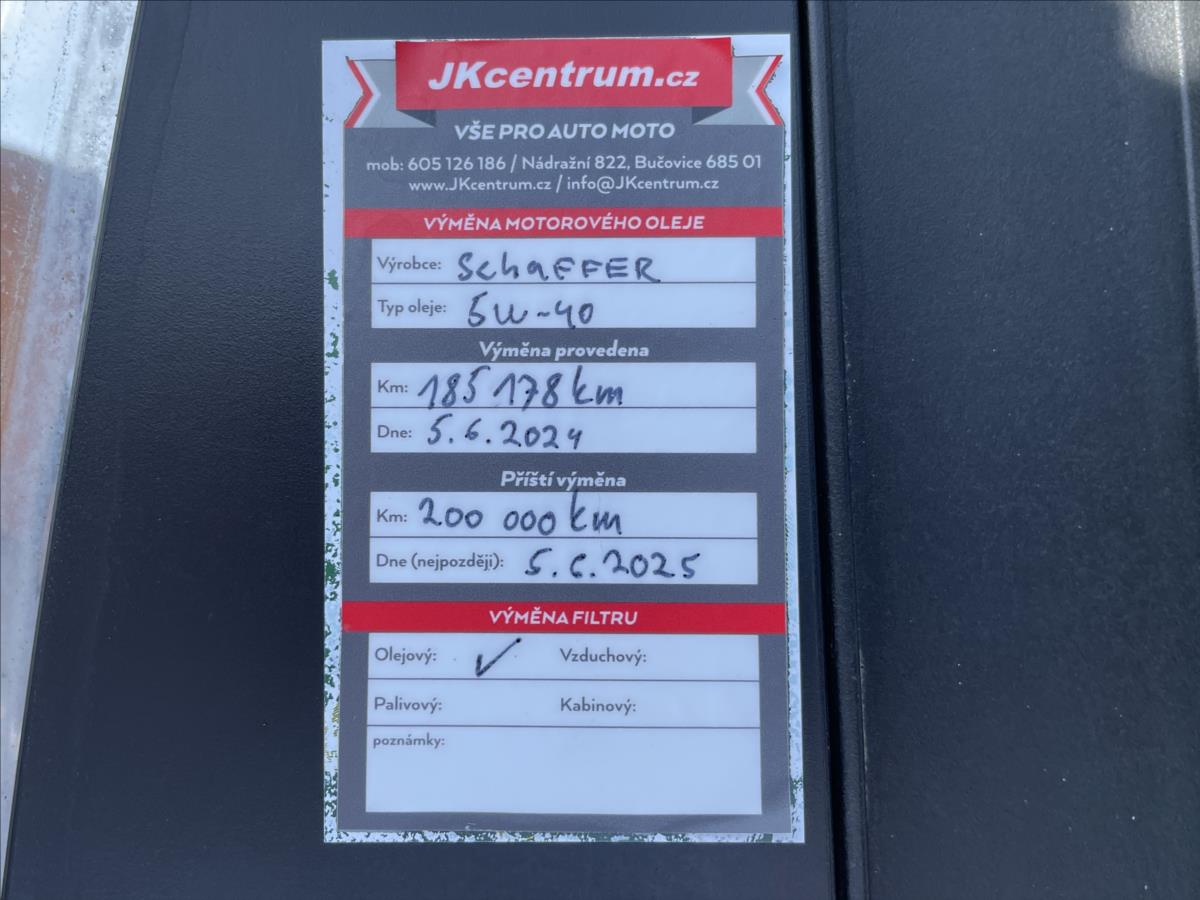 JKcentrum.cz
VŠE PRO AUTO MOTO
mob: 605 126 186 / Nádražní 822, Bučovice 685 01
www.JKcentrum.cz / info@JKcentrum.cz
VÝMĚNA MOTOROVÉHO OLEJE
Výrobce: SchaFFER
Typ oleje: 5W-40
Výměna provedena
Km: 185 178 km
Dne: 5.6.2024
Příští výměna
Km: 200 000 km
Dne (nejpozději): 5.6.2025
VÝMĚNA FILTRU
Olejový: ✓ Vzduchový:
Palivový: Kabinový:
poznámky: